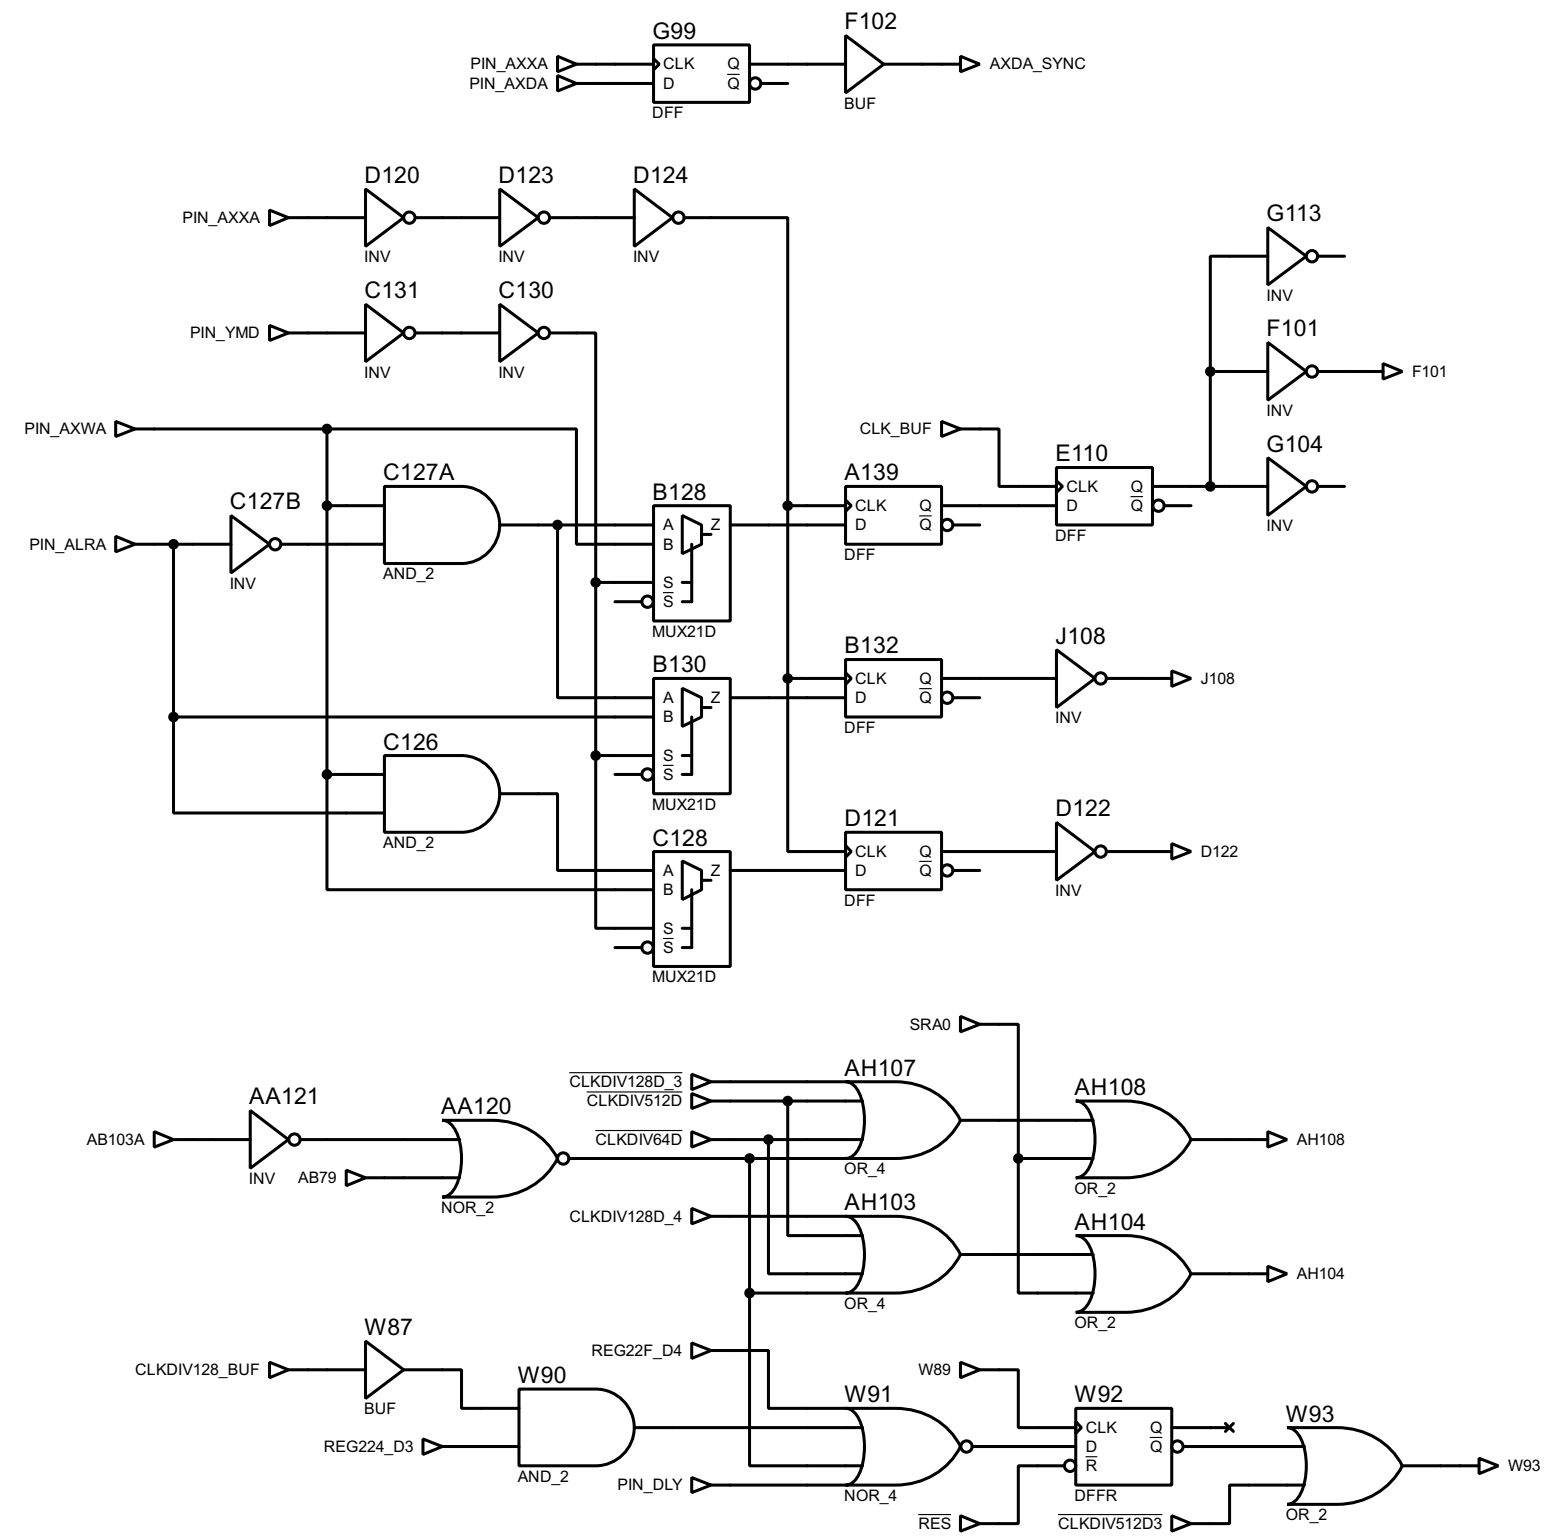 G99
F102
PIN_AXXA
CLK
Q
AXDA_SYNC
PIN_AXDA
D
Q
DFF
BUF
D120
D123
D124
PIN_AXXA
INV
INV
INV
G113
INV
C131
C130
PIN_YMD
INV
INV
F101
F101
INV
PIN_AXWA
CLK_BUF
C127A
C127B
PIN_ALRA
INV
AND_2
B128
A
B
S
S
Z
MUX21D
A139
CLK
D
Q
Q
DFF
E110
CLK
D
Q
Q
DFF
G104
INV
B130
A
B
S
S
Z
MUX21D
B132
CLK
D
Q
Q
DFF
J108
INV
J108
C126
AND_2
C128
A
B
S
S
Z
MUX21D
D121
CLK
D
Q
Q
DFF
D122
INV
D122
SRA0
CLKDIV128D_3
CLKDIV512D
CLKDIV64D
AH107
OR_4
AH108
OR_2
AH108
AA121
AB103A
INV
AA120
AB79
NOR_2
CLKDIV128D_4
AH103
OR_4
AH104
OR_2
AH104
W87
CLKDIV128_BUF
BUF
REG224_D3
W90
AND_2
REG22F_D4
PIN_DLY
W91
NOR_4
W89
RES
W92
CLK
D
R
Q
Q
DFFR
CLKDIV512D3
W93
OR_2
W93